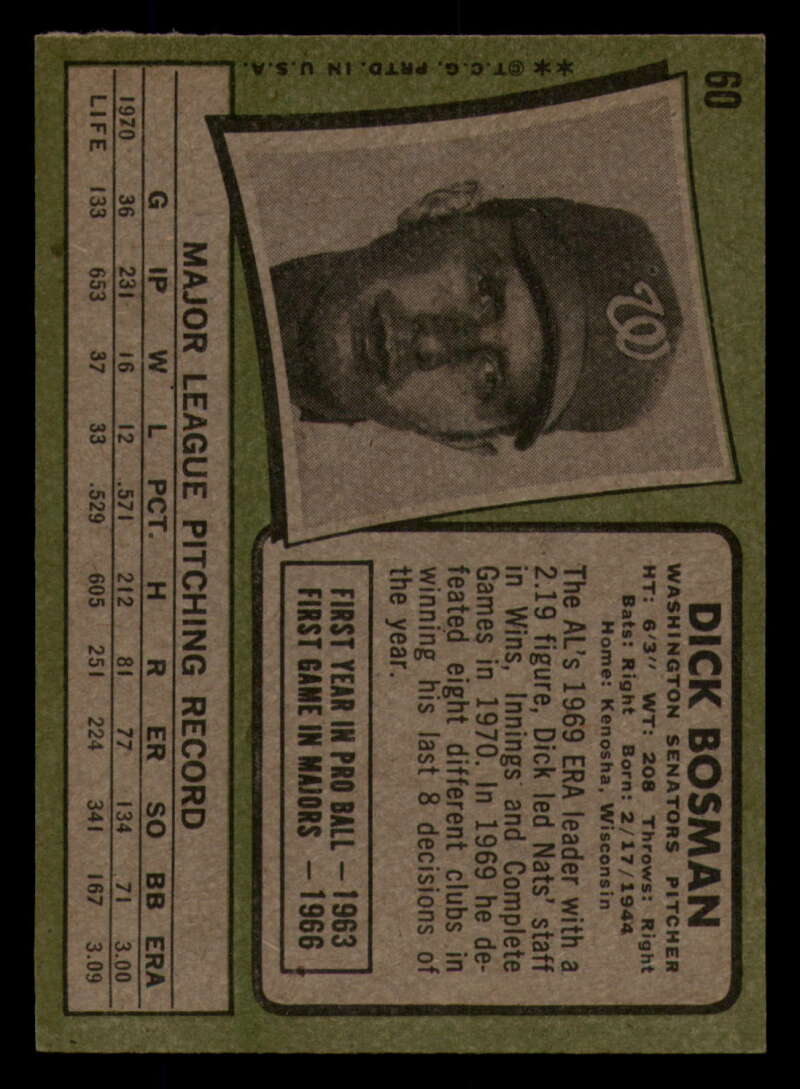 60
** ©T.C.G. PRTD. IN U.S.A.
W
DICK BOSMAN
WASHINGTON SENATORS PITCHER
HT: 6'3" WT: 208 Throws: Right
Bats: Right Born: 2/17/1944
Home: Kenosha, Wisconsin
The AL's 1969 ERA leader with a
2.19 figure, Dick led Nats' staff
in Wins, Innings and Complete
Games in 1970. In 1969 he de-
feated eight different clubs in
winning his last 8 decisions of
the year.
FIRST YEAR IN PRO BALL — 1963
FIRST GAME IN MAJORS — 1966
MAJOR LEAGUE PITCHING RECORD
G IP W L PCT. H R ER SO BB ERA
1970 36 231 16 12 .571 212 81 77 134 71 3.00
LIFE 133 653 37 33 .529 605 251 224 341 167 3.09